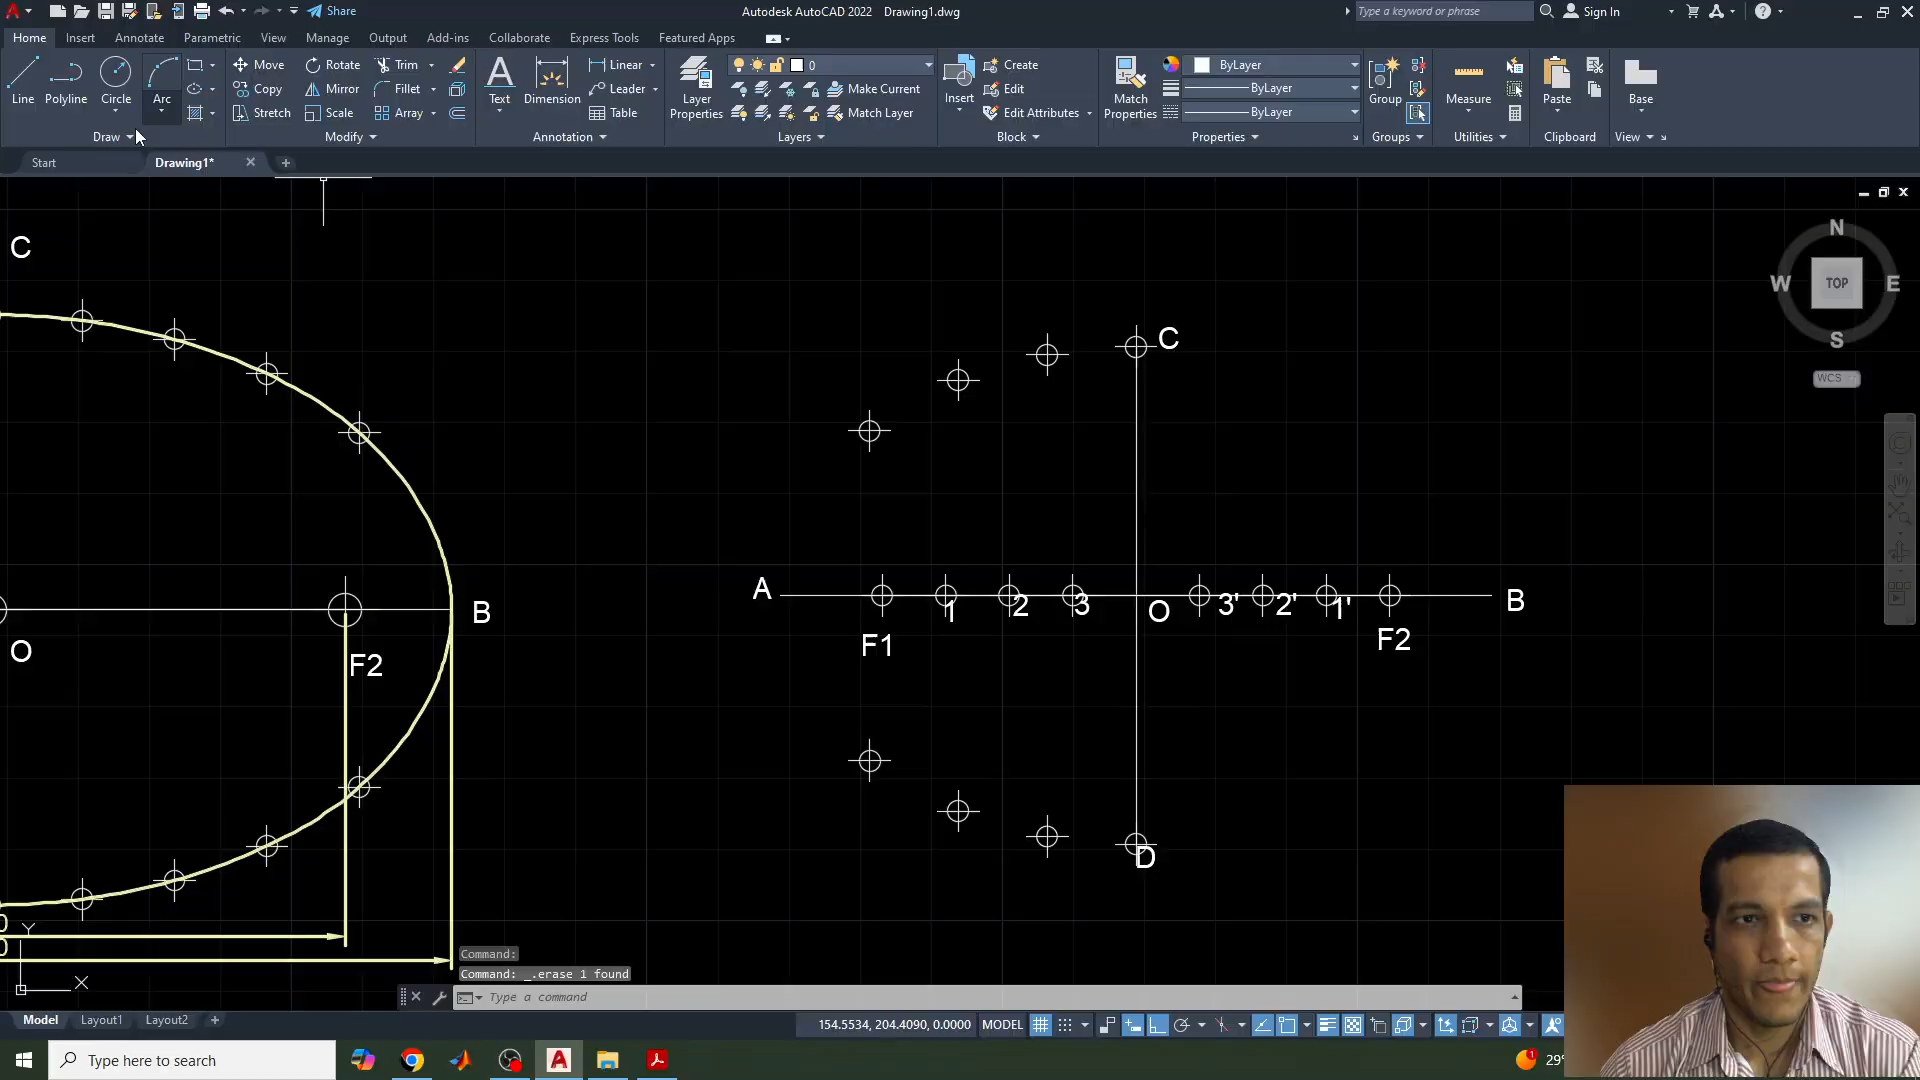 Share
Autodesk AutoCAD 2022 Drawing1.dwg
Type a keyword or phrase
Sign In
Home Insert Annotate Parametric View Manage Output Add-ins Collaborate Express Tools Featured Apps
Line Polyline Circle Arc
Draw
Move Rotate Trim
Copy Mirror Fillet
Stretch Scale Array
Modify
Text Dimension
Linear
Leader
Table
Annotation
Layer Properties
0
Make Current
Match Layer
Layers
Insert
Create
Edit
Edit Attributes
Block
Match Properties
ByLayer
ByLayer
ByLayer
Properties
Group
Groups
Measure
Utilities
Paste
Clipboard
Base
View
Start Drawing1*
N
W TOP E
S
WCS
C
O
F2
B
C
A
1 2 3 O 3' 2' 1'
B
F1
F2
D
0
0
Y
X
Command:
Command: _.erase 1 found
Type a command
Model Layout1 Layout2
154.5534, 204.4090, 0.0000 MODEL
Type here to search
29°